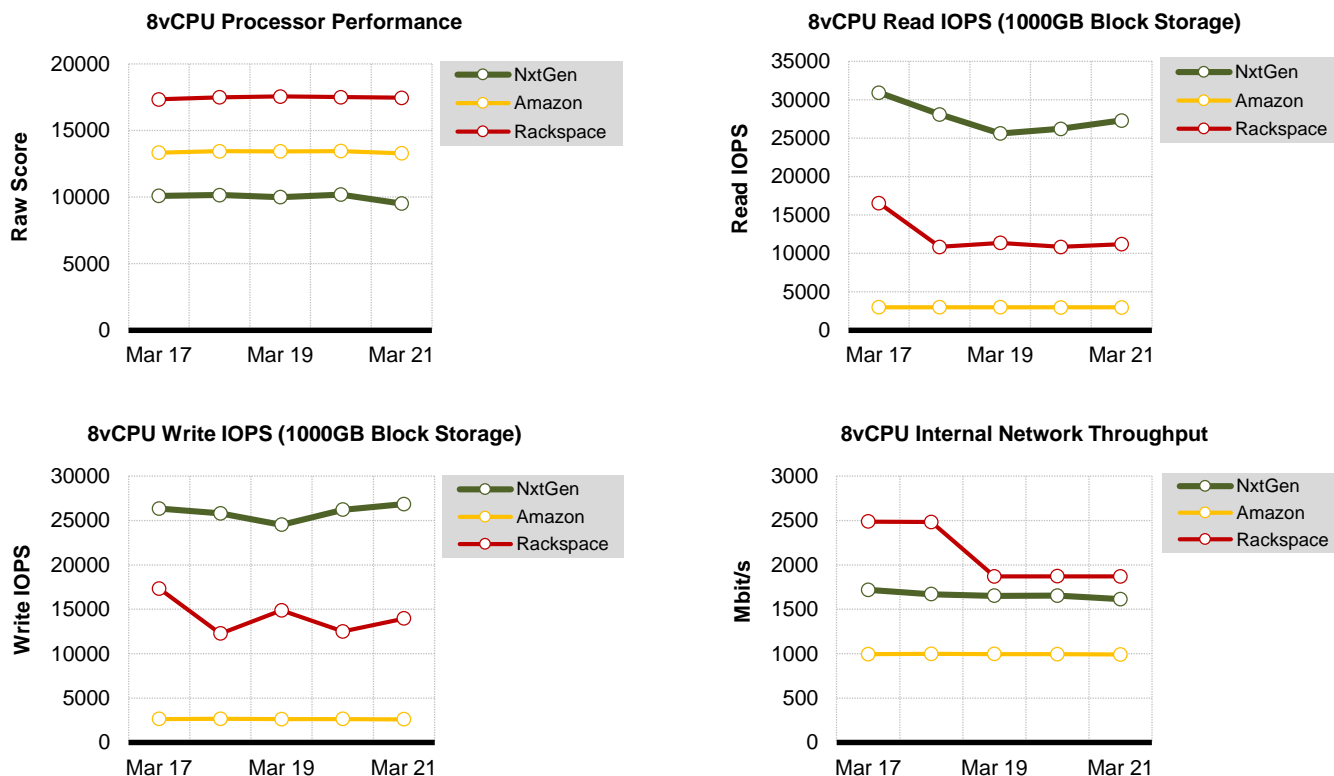 8vCPU Processor Performance
20000
15000
10000
5000
0
Raw Score
Mar 17 Mar 19 Mar 21
NxtGen
Amazon
Rackspace
8vCPU Read IOPS (1000GB Block Storage)
35000
30000
25000
20000
15000
10000
5000
0
Read IOPS
Mar 17 Mar 19 Mar 21
NxtGen
Amazon
Rackspace
8vCPU Write IOPS (1000GB Block Storage)
30000
25000
20000
15000
10000
5000
0
Write IOPS
Mar 17 Mar 19 Mar 21
NxtGen
Amazon
Rackspace
8vCPU Internal Network Throughput
3000
2500
2000
1500
1000
500
0
Mbit/s
Mar 17 Mar 19 Mar 21
NxtGen
Amazon
Rackspace